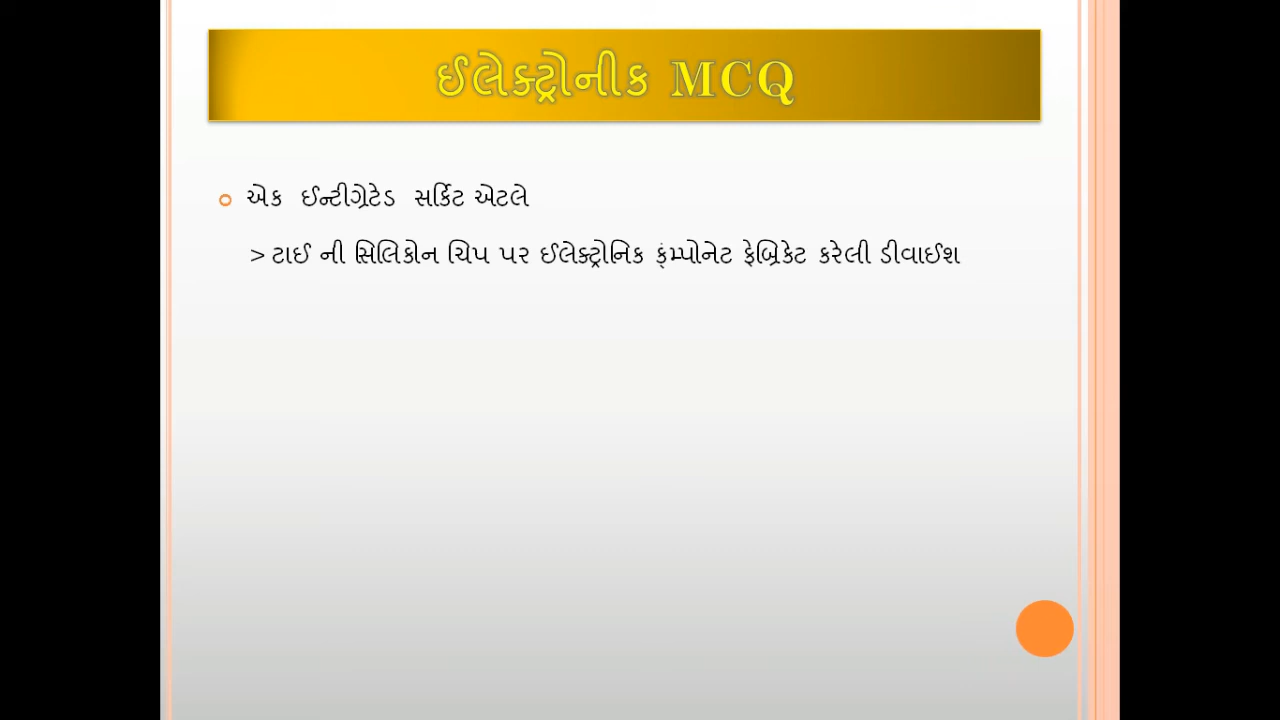 ઈલેક્ટ્રોનીક MCQ
એક ઈન્ટીગ્રેટેડ સર્કિટ એટલે
> ટાઈ ની સિલિકોન ચિપ પર ઈલેક્ટ્રોનિક ક્ંમ્પોનેટ ફેબ્રિકેટ કરેલી ડીવાઈશ